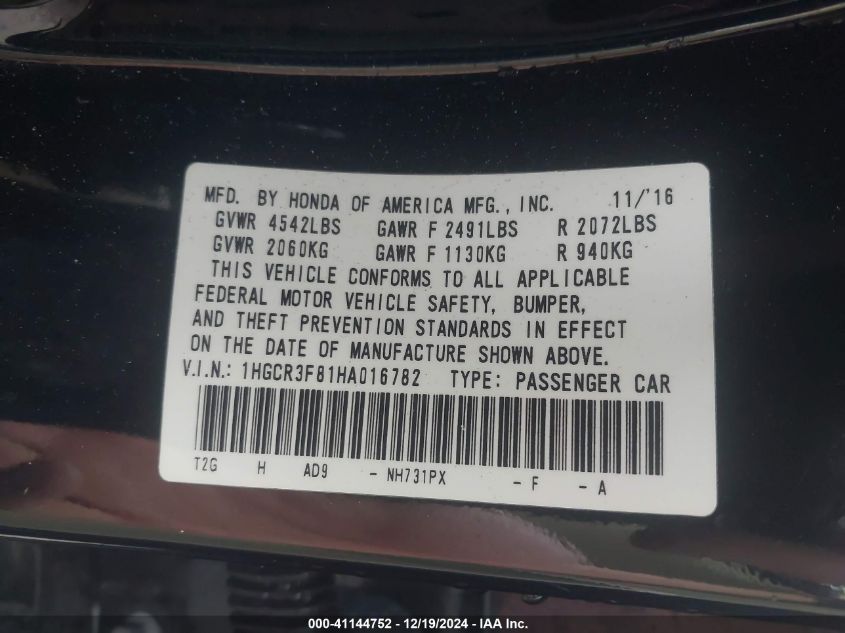 MFD. BY HONDA OF AMERICA MFG., INC. 11/'16
GVWR 4542LBS GAWR F 2491LBS R 2072LBS
GVWR 2060KG GAWR F 1130KG R 940KG
THIS VEHICLE CONFORMS TO ALL APPLICABLE
FEDERAL MOTOR VEHICLE SAFETY, BUMPER,
AND THEFT PREVENTION STANDARDS IN EFFECT
ON THE DATE OF MANUFACTURE SHOWN ABOVE.
V.I.N.: 1HGCR3F81HA016782 TYPE: PASSENGER CAR
T2G H AD9 - NH731PX - F - A
000-41144752 - 12/19/2024 - IAA Inc.